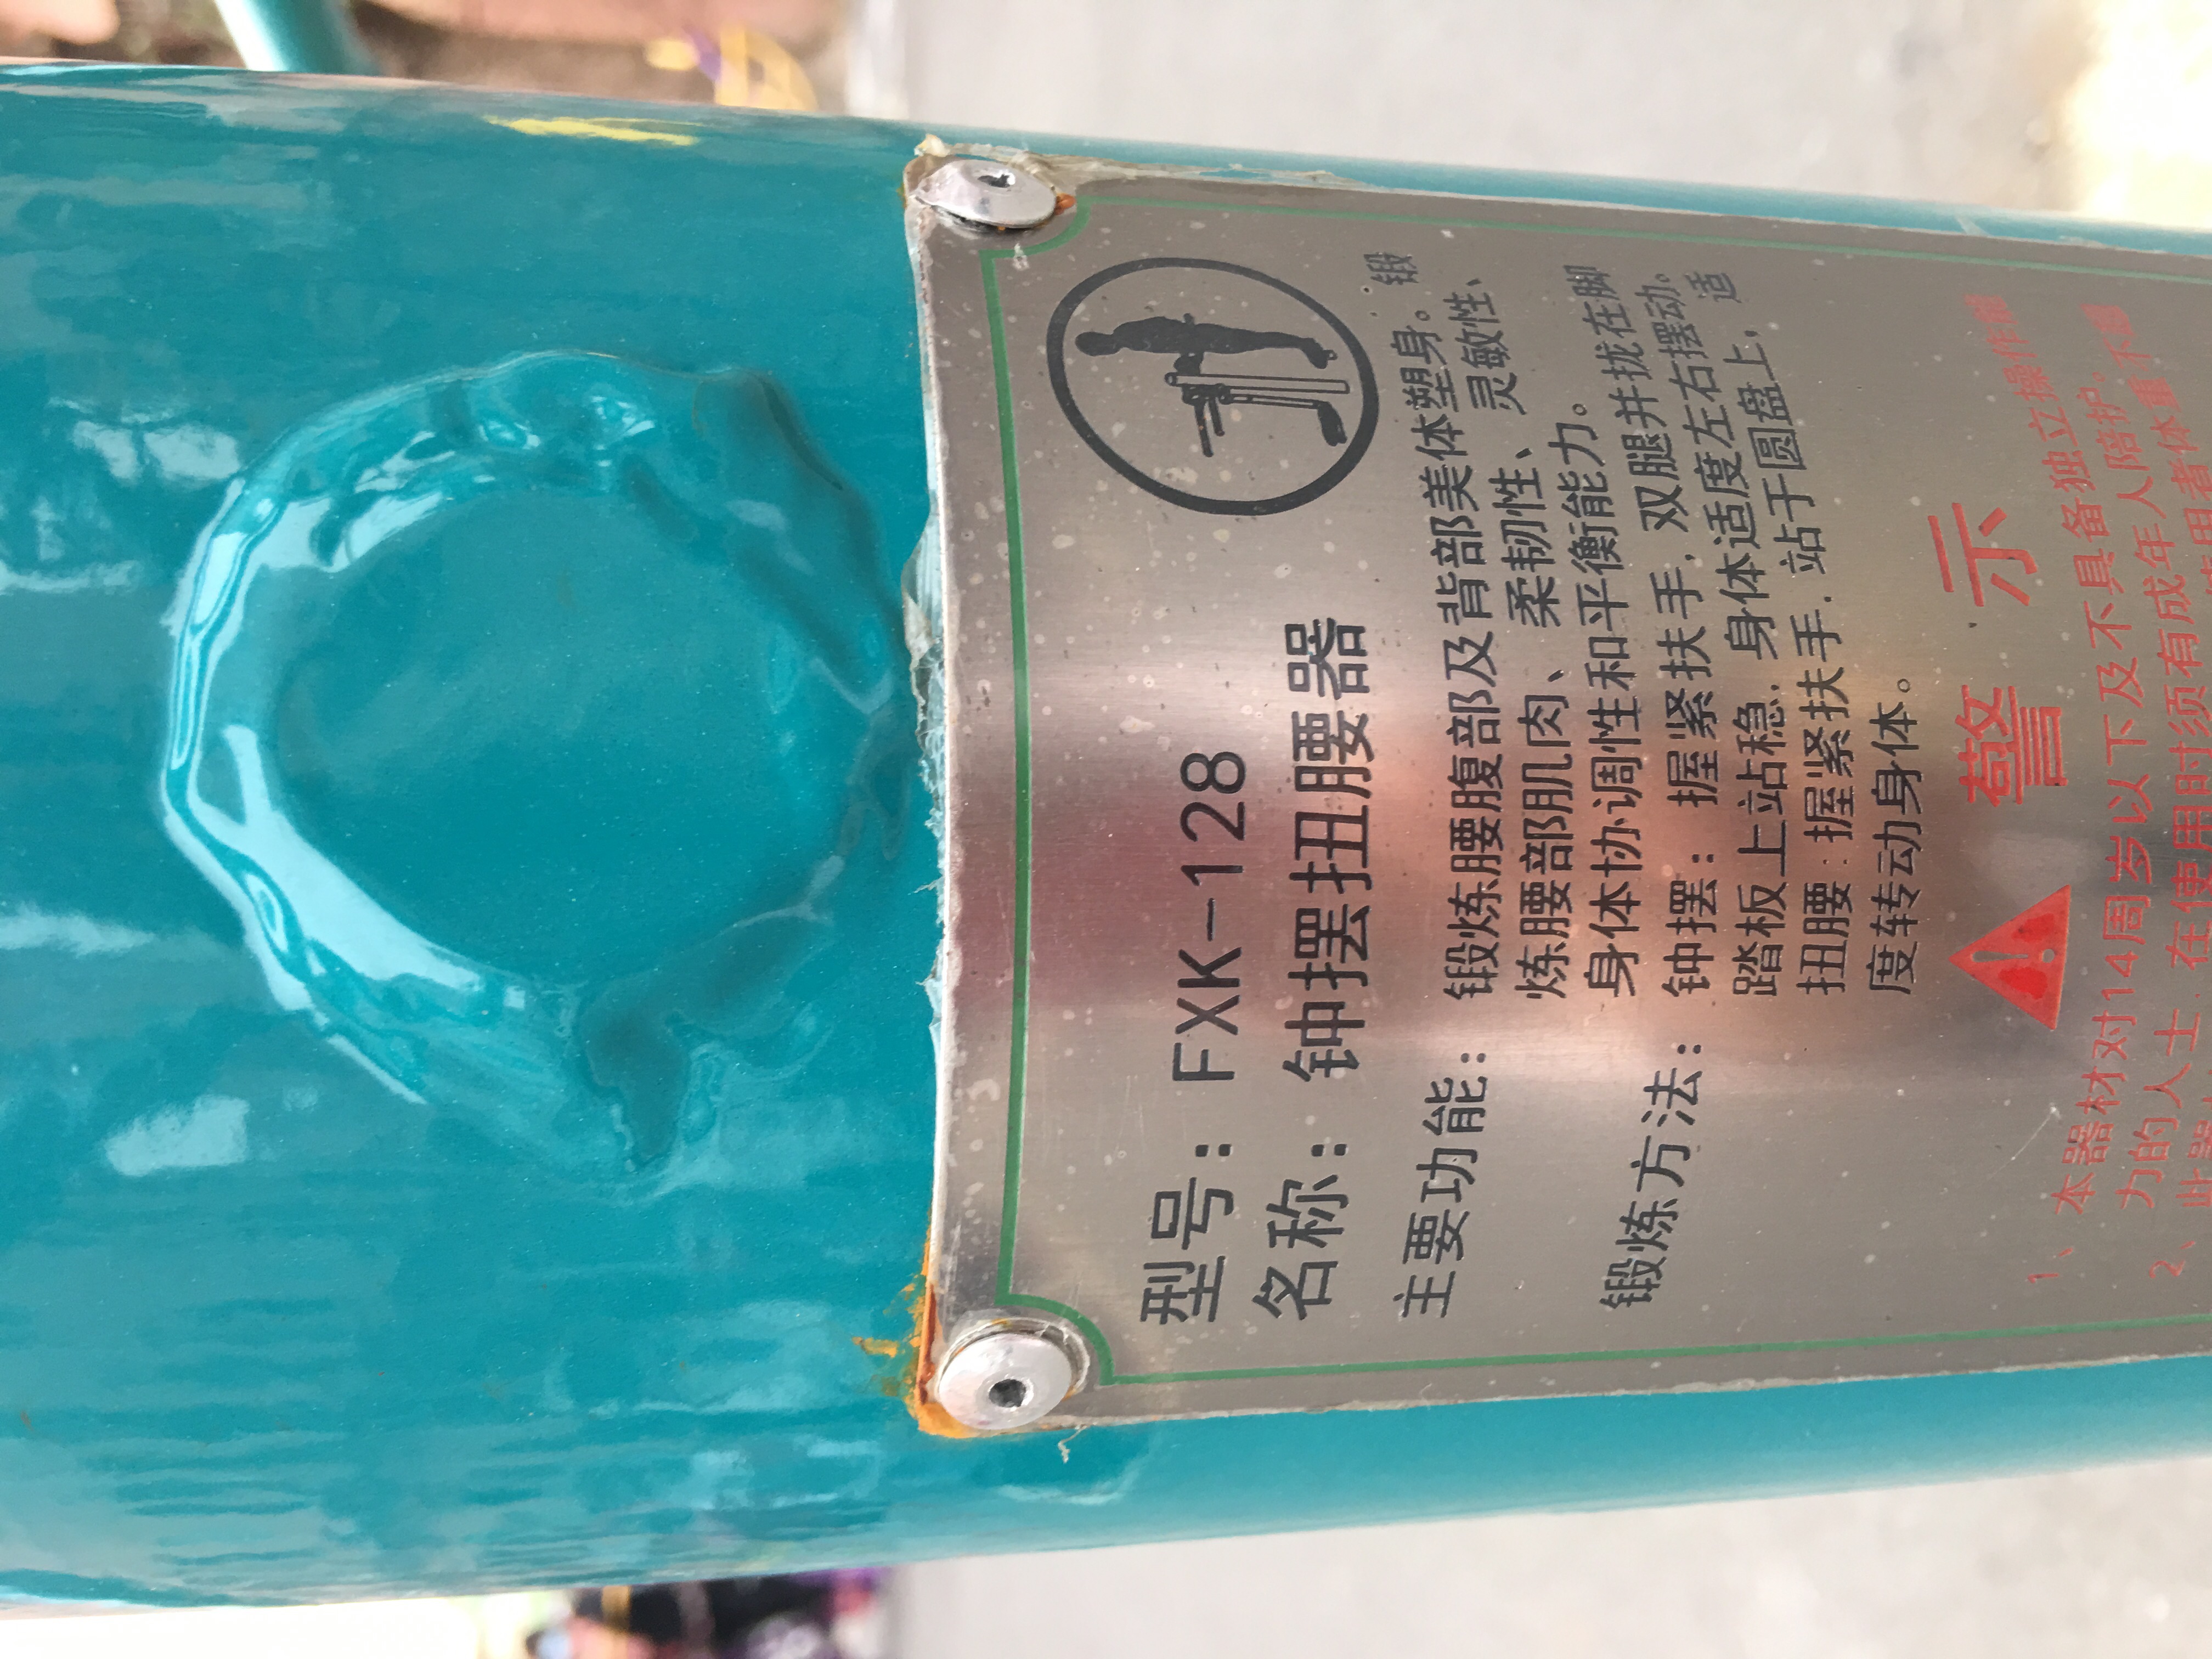 型号：FXK-128
名称：钟摆扭腰器
主要功能：锻炼腰腹部及背部美体塑身。锻
炼腰部肌肉、柔韧性、灵敏性、
身体协调性和平衡能力。
锻炼方法：钟摆：握紧扶手，双腿并拢在脚
踏板上站稳，身体适度左右摆动。
扭腰：握紧扶手，站于圆盘上，适
度转动身体。
警示
1、本器材对14周岁以下及不具备独立操作
力的人士，在使用时须有成年人陪护。
2、